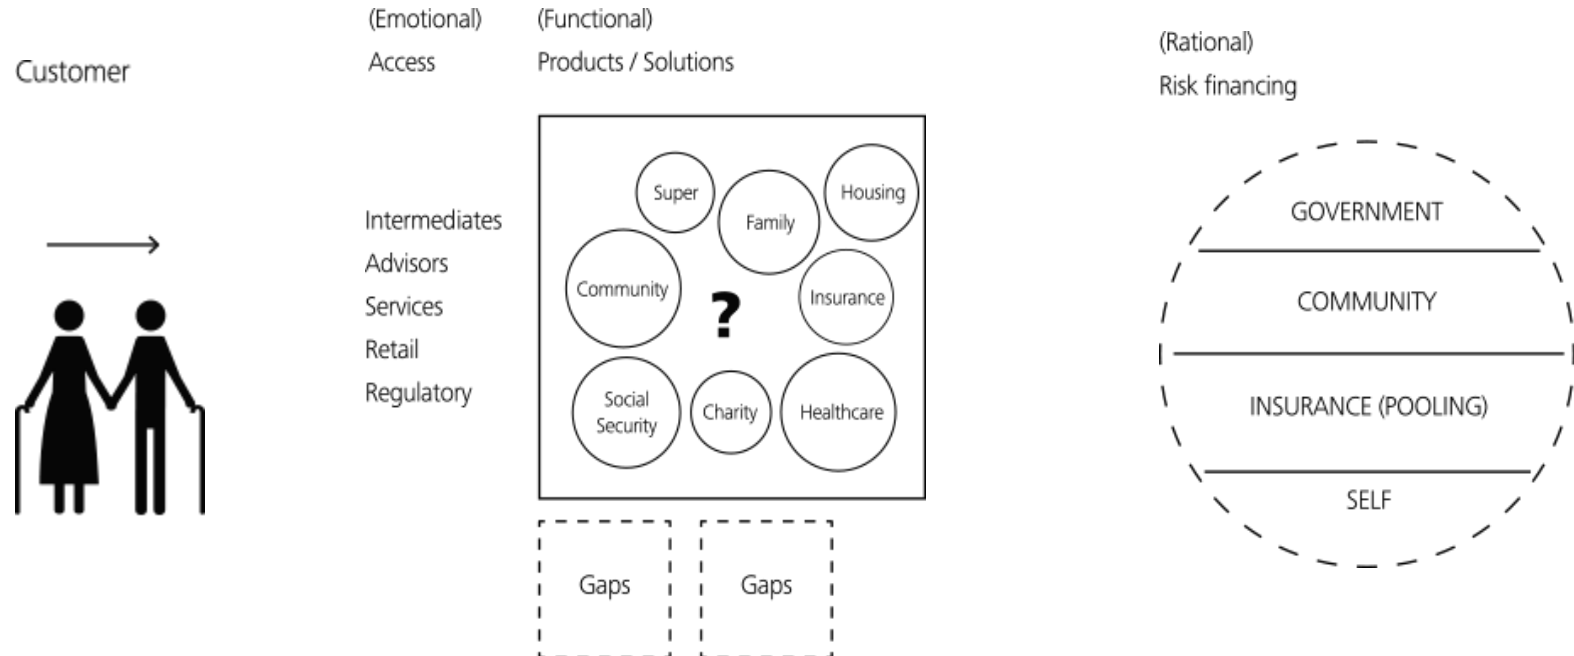 Customer
(Emotional)
Access
Intermediates
Advisors
Services
Retail
Regulatory
(Functional)
Products / Solutions
Super
Family
Housing
Community
?
Insurance
Social
Security
Charity
Healthcare
Gaps
Gaps
(Rational)
Risk financing
GOVERNMENT
COMMUNITY
INSURANCE (POOLING)
SELF